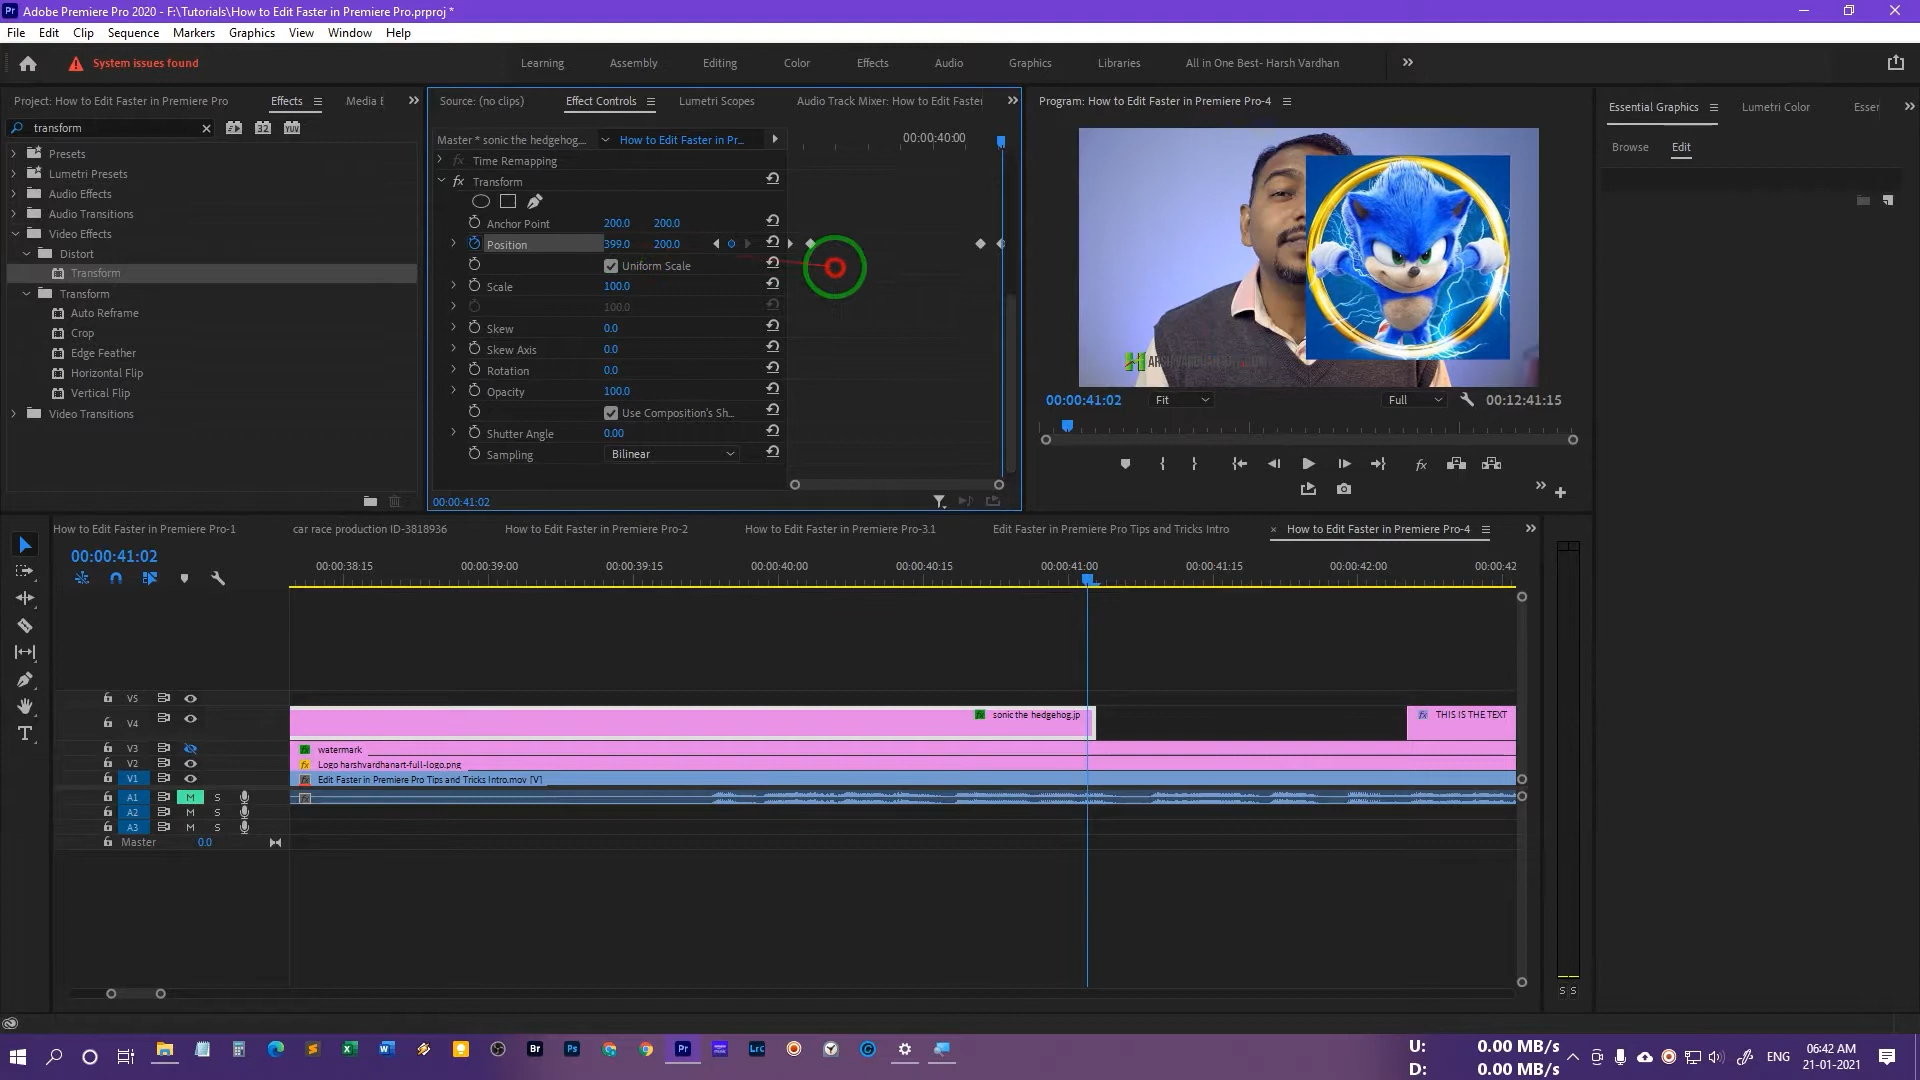 Adobe Premiere Pro 2020 - F:\Tutorials\How to Edit Faster in Premiere Pro.prproj *
File Edit Clip Sequence Markers Graphics View Window Help
System issues found
Learning Assembly Editing Color Effects Audio Graphics Libraries All in One Best- Harsh Vardhan
Project: How to Edit Faster in Premiere Pro Effects Media E
transform
Presets
Lumetri Presets
Audio Effects
Audio Transitions
Video Effects
Distort
Transform
Transform
Auto Reframe
Crop
Edge Feather
Horizontal Flip
Vertical Flip
Video Transitions
Source: (no clips) Effect Controls Lumetri Scopes Audio Track Mixer: How to Edit Faster
Master * sonic the hedgehog... How to Edit Faster in Pr... 00:00:40:00
Time Remapping
fx Transform
Anchor Point 200.0 200.0
Position 399.0 200.0
Uniform Scale
Scale 100.0
100.0
Skew 0.0
Skew Axis 0.0
Rotation 0.0
Opacity 100.0
Use Composition's Sh...
Shutter Angle 0.00
Sampling Bilinear
00:00:41:02
Program: How to Edit Faster in Premiere Pro-4
00:00:41:02 Fit Full 00:12:41:15
Essential Graphics Lumetri Color Esser
Browse Edit
How to Edit Faster in Premiere Pro-1 car race production ID-3818936 How to Edit Faster in Premiere Pro-2 How to Edit Faster in Premiere Pro-3.1 Edit Faster in Premiere Pro Tips and Tricks Intro × How to Edit Faster in Premiere Pro-4
00:00:41:02
00:00:38:15 00:00:39:00 00:00:39:15 00:00:40:00 00:00:40:15 00:00:41:00 00:00:41:15 00:00:42:00 00:00:42
V5
V4 sonic the hedgehog.jp THIS IS THE TEXT
V3 watermark
V2 Logo harshvardhanart-full-logo.png
V1 Edit Faster in Premiere Pro Tips and Tricks Intro.mov [V]
A1 M S
A2 M S
A3 M S
Master 0.0
S S
U: 0.00 MB/s
D: 0.00 MB/s
ENG
06:42 AM
21-01-2021